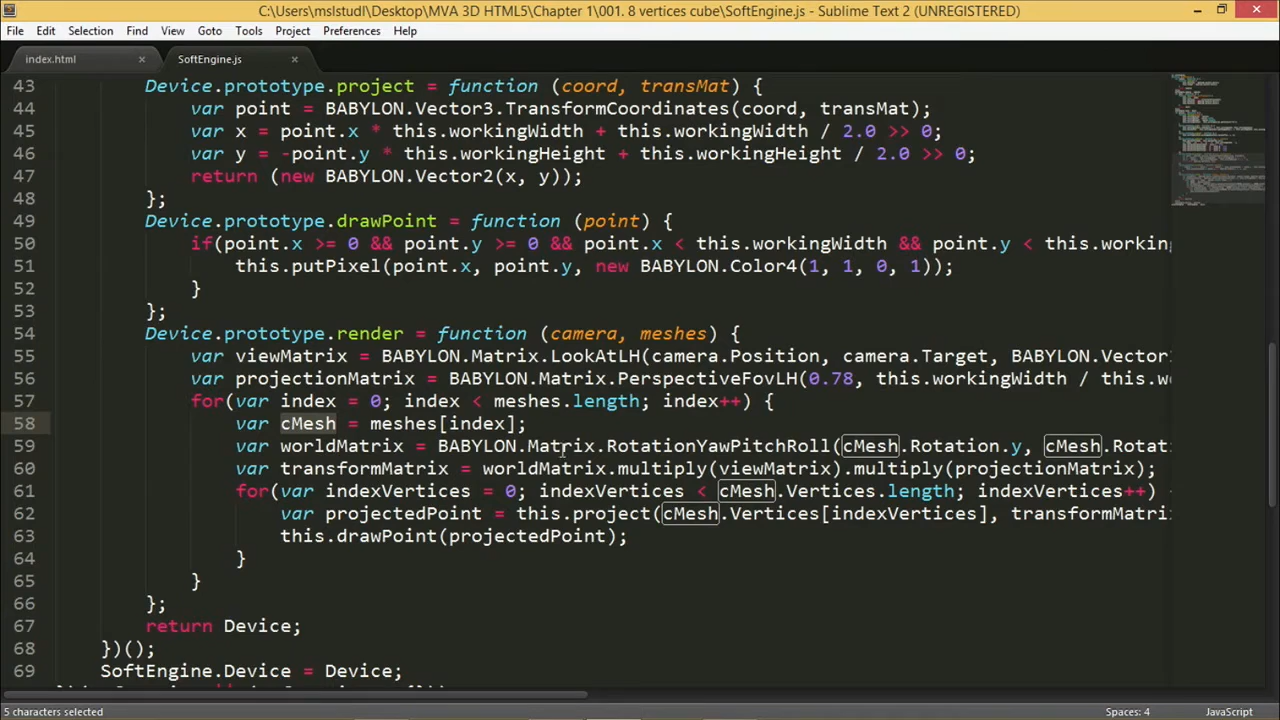 C:\Users\mslstudl\Desktop\MVA 3D HTML5\Chapter 1\001. 8 vertices cube\SoftEngine.js - Sublime Text 2 (UNREGISTERED)
File Edit Selection Find View Goto Tools Project Preferences Help
index.html × SoftEngine.js ×
43 Device.prototype.project = function (coord, transMat) {
44 var point = BABYLON.Vector3.TransformCoordinates(coord, transMat);
45 var x = point.x * this.workingWidth + this.workingWidth / 2.0 >> 0;
46 var y = -point.y * this.workingHeight + this.workingHeight / 2.0 >> 0;
47 return (new BABYLON.Vector2(x, y));
48 };
49 Device.prototype.drawPoint = function (point) {
50 if(point.x >= 0 && point.y >= 0 && point.x < this.workingWidth && point.y < this.working
51 this.putPixel(point.x, point.y, new BABYLON.Color4(1, 1, 0, 1));
52 }
53 };
54 Device.prototype.render = function (camera, meshes) {
55 var viewMatrix = BABYLON.Matrix.LookAtLH(camera.Position, camera.Target, BABYLON.Vector
56 var projectionMatrix = BABYLON.Matrix.PerspectiveFovLH(0.78, this.workingWidth / this.wo
57 for(var index = 0; index < meshes.length; index++) {
58 var cMesh = meshes[index];
59 var worldMatrix = BABYLON.Matrix.RotationYawPitchRoll(cMesh.Rotation.y, cMesh.Rotat
60 var transformMatrix = worldMatrix.multiply(viewMatrix).multiply(projectionMatrix);
61 for(var indexVertices = 0; indexVertices < cMesh.Vertices.length; indexVertices++) {
62 var projectedPoint = this.project(cMesh.Vertices[indexVertices], transformMatri
63 this.drawPoint(projectedPoint);
64 }
65 }
66 };
67 return Device;
68 })();
69 SoftEngine.Device = Device;
5 characters selected Spaces: 4 JavaScript